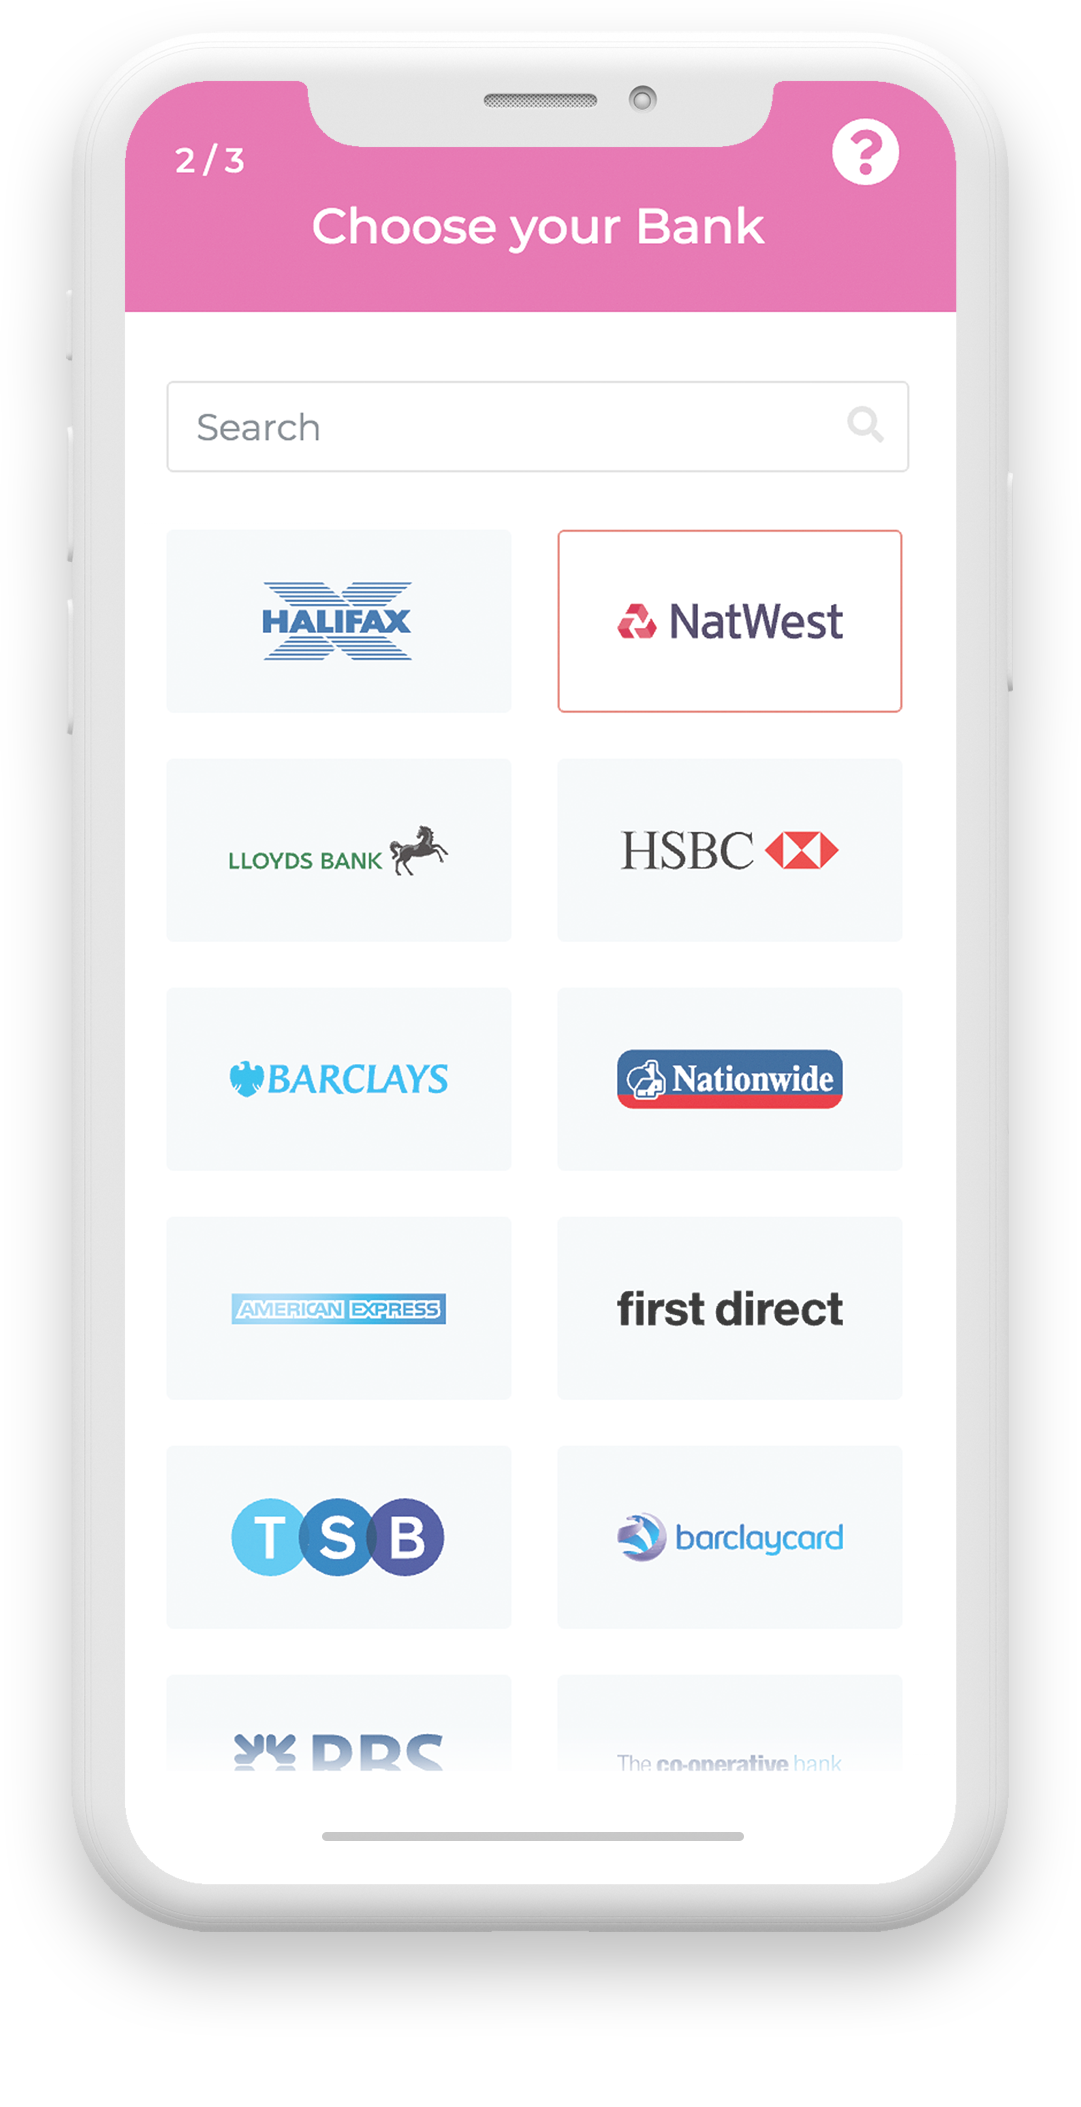 2 / 3
?
Choose your Bank
Search
HALIFAX
NatWest
LLOYDS BANK
HSBC
BARCLAYS
Nationwide
AMERICAN EXPRESS
first direct
TSB
barclaycard
RBS
The co-operative bank